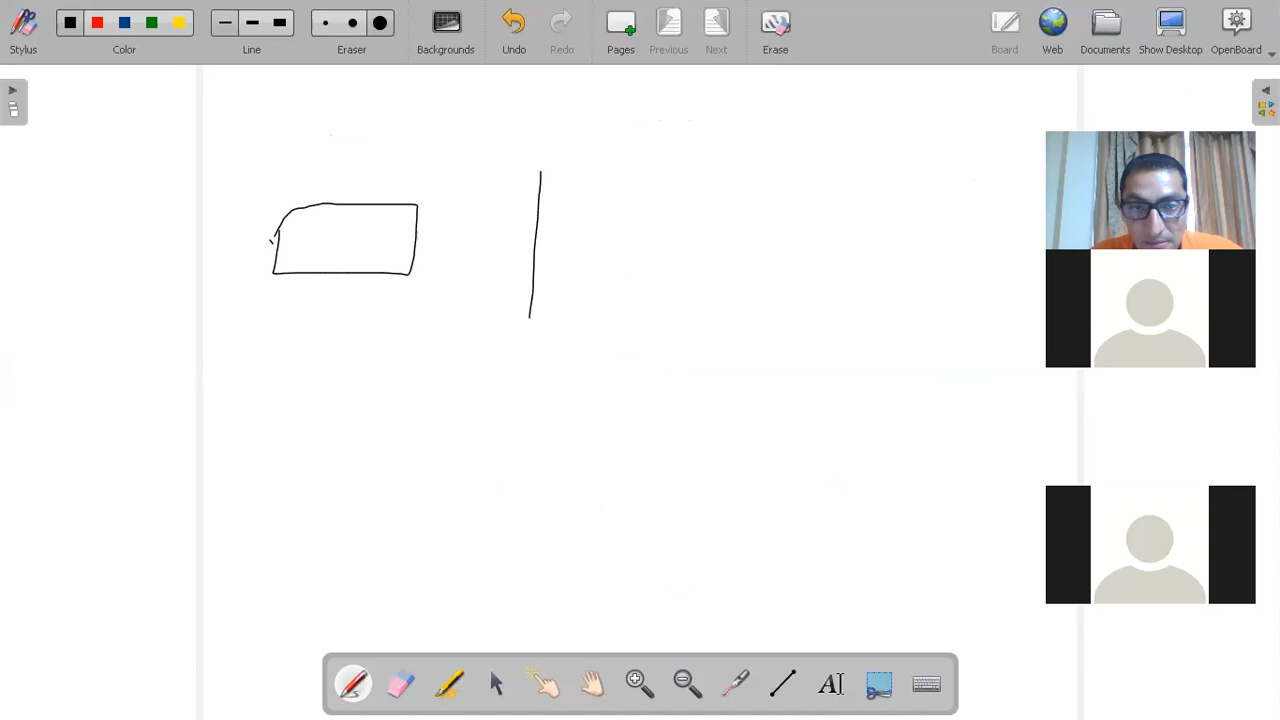 Stylus
Color
Line
Eraser
Backgrounds
Undo
Redo
Pages
Previous
Next
Erase
Board
Web
Documents
Show Desktop
OpenBoard
A